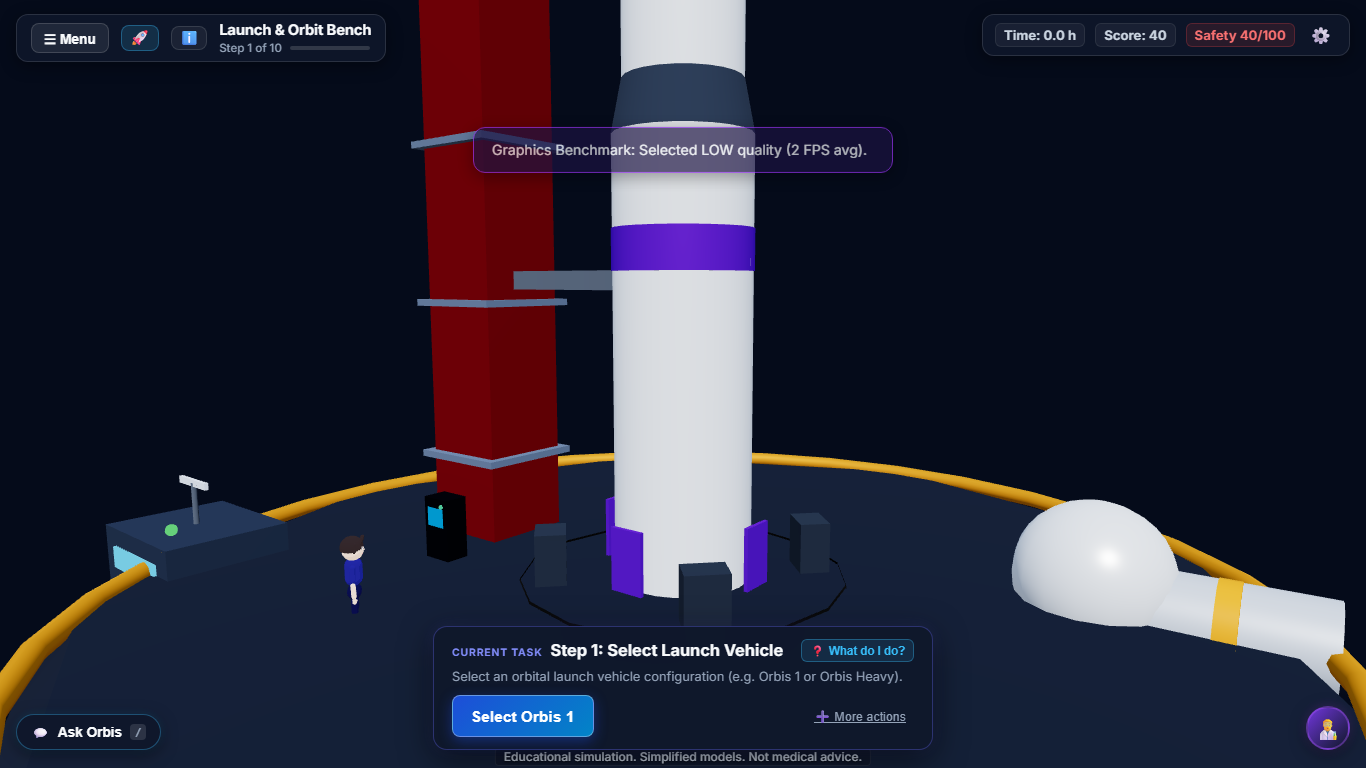 ☰ Menu
Launch & Orbit Bench
Step 1 of 10
Time: 0.0 h
Score: 40
Safety 40/100
Graphics Benchmark: Selected LOW quality (2 FPS avg).
CURRENT TASK Step 1: Select Launch Vehicle
❓ What do I do?
Select an orbital launch vehicle configuration (e.g. Orbis 1 or Orbis Heavy).
Select Orbis 1
➕ More actions
Ask Orbis /
Educational simulation. Simplified models. Not medical advice.